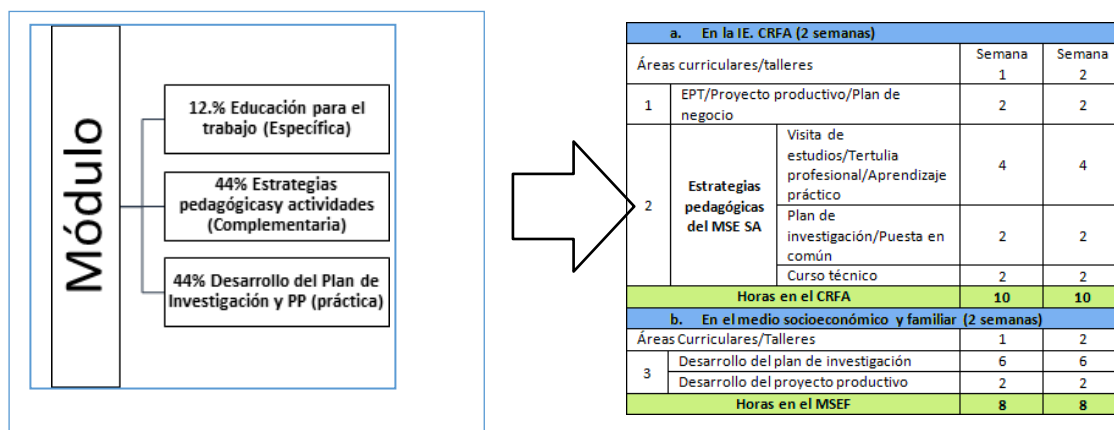 Módulo
12.% Educación para el
trabajo (Específica)
44% Estrategias
pedagógicasy actividades
(Complementaria)
44% Desarrollo del Plan de
Investigación y PP (práctica)
a. En la IE. CRFA (2 semanas)
Áreas curriculares/talleres
Semana
1
Semana
2
1
EPT/Proyecto productivo/Plan de
negocio
2
2
2
Estrategias
pedagógicas
del MSE SA
Visita de
estudios/Tertulia
profesional/Aprendizaje
práctico
4
4
Plan de
investigación/Puesta en
común
2
2
Curso técnico
2
2
Horas en el CRFA
10
10
b. En el medio socioeconómico y familiar (2 semanas)
Áreas Curriculares/Talleres
1
2
3
Desarrollo del plan de investigación
6
6
Desarrollo del proyecto productivo
2
2
Horas en el MSEF
8
8